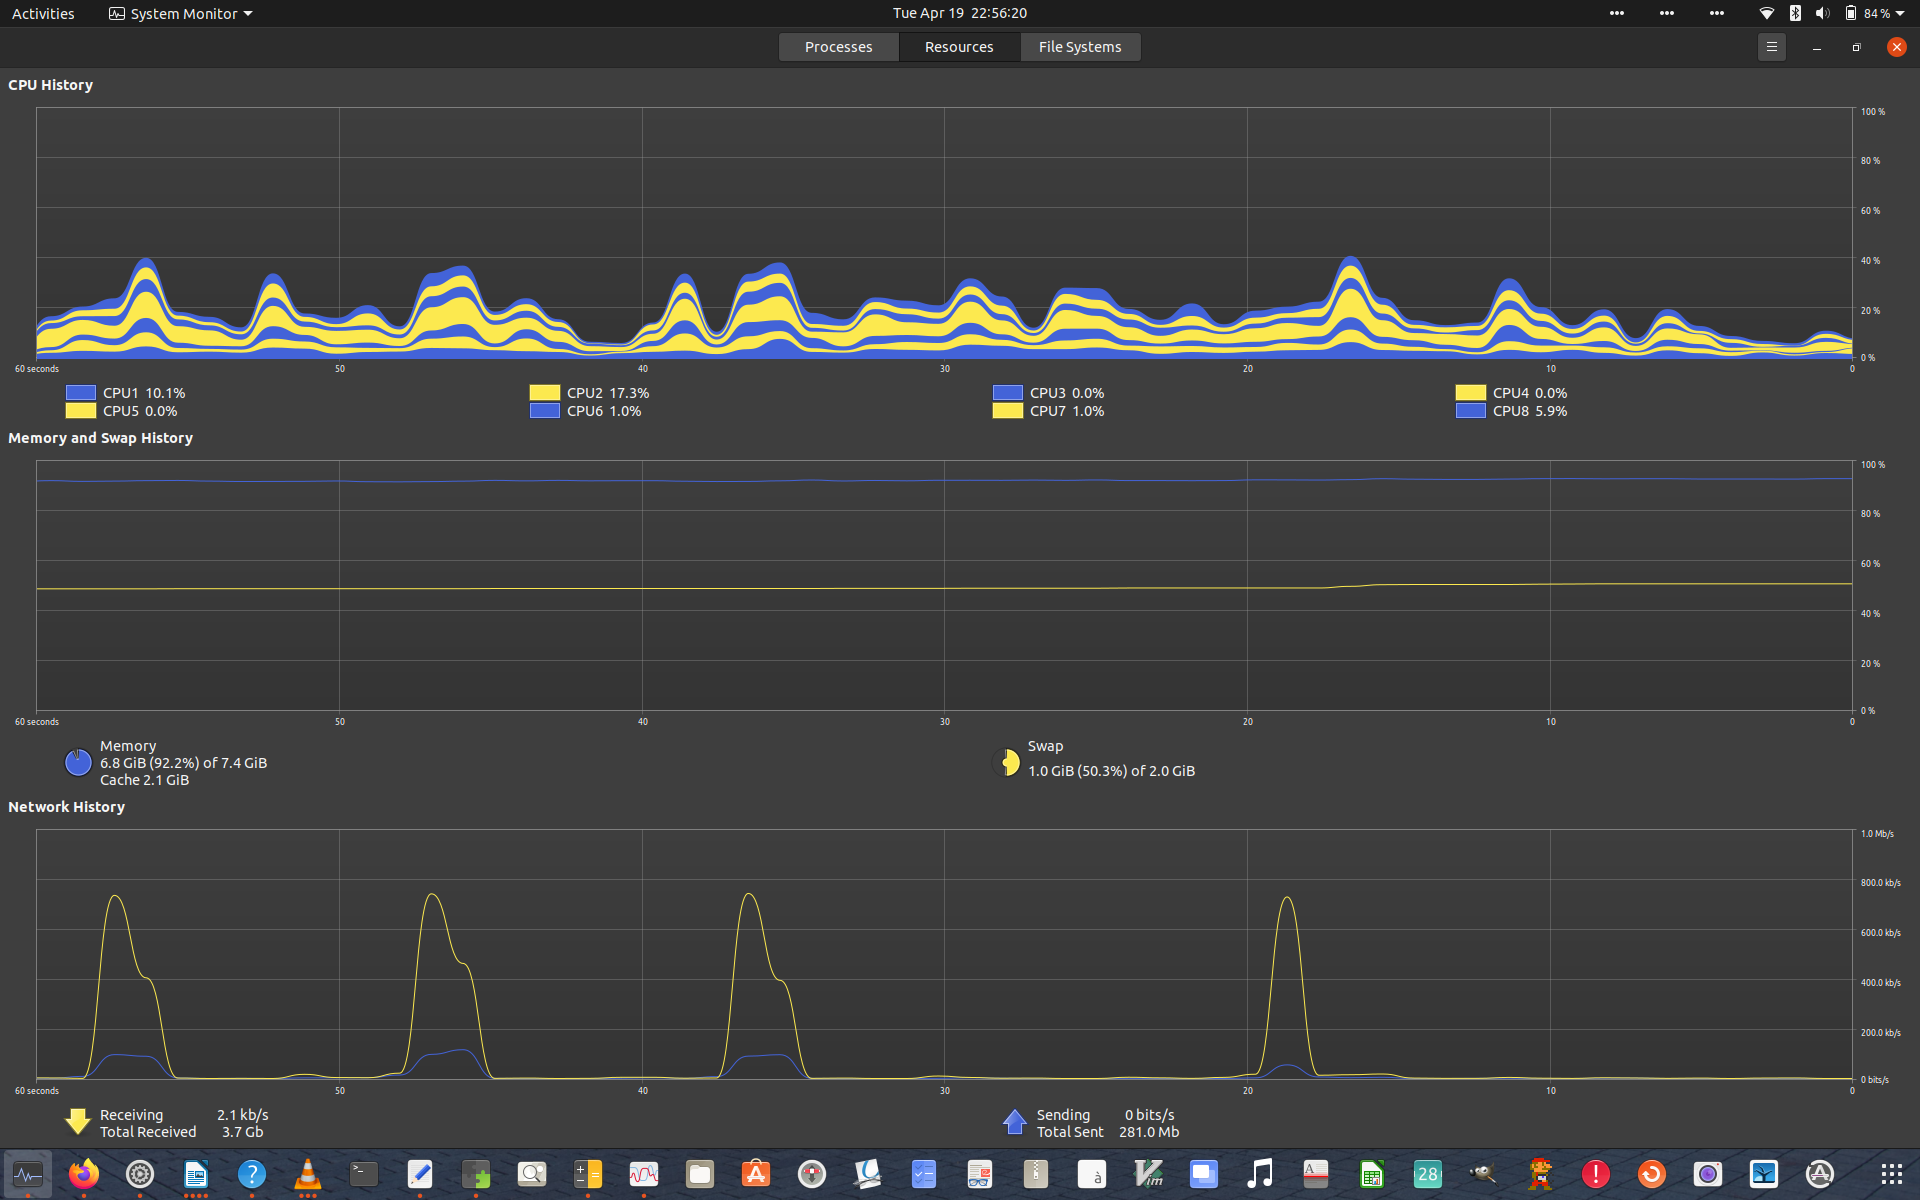 Activities System Monitor Tue Apr 19 22:56:20 84 %
Processes Resources File Systems
CPU History
100 %
80 %
60 %
40 %
20 %
0 %
60 seconds 50 40 30 20 10 0
CPU1 10.1% CPU2 17.3% CPU3 0.0% CPU4 0.0%
CPU5 0.0% CPU6 1.0% CPU7 1.0% CPU8 5.9%
Memory and Swap History
100 %
80 %
60 %
40 %
20 %
0 %
60 seconds 50 40 30 20 10 0
Memory
6.8 GiB (92.2%) of 7.4 GiB
Cache 2.1 GiB
Swap
1.0 GiB (50.3%) of 2.0 GiB
Network History
1.0 Mb/s
800.0 kb/s
600.0 kb/s
400.0 kb/s
200.0 kb/s
0 bits/s
60 seconds 50 40 30 20 10 0
Receiving 2.1 kb/s
Total Received 3.7 Gb
Sending 0 bits/s
Total Sent 281.0 Mb
? >_ à Vim A 28 !